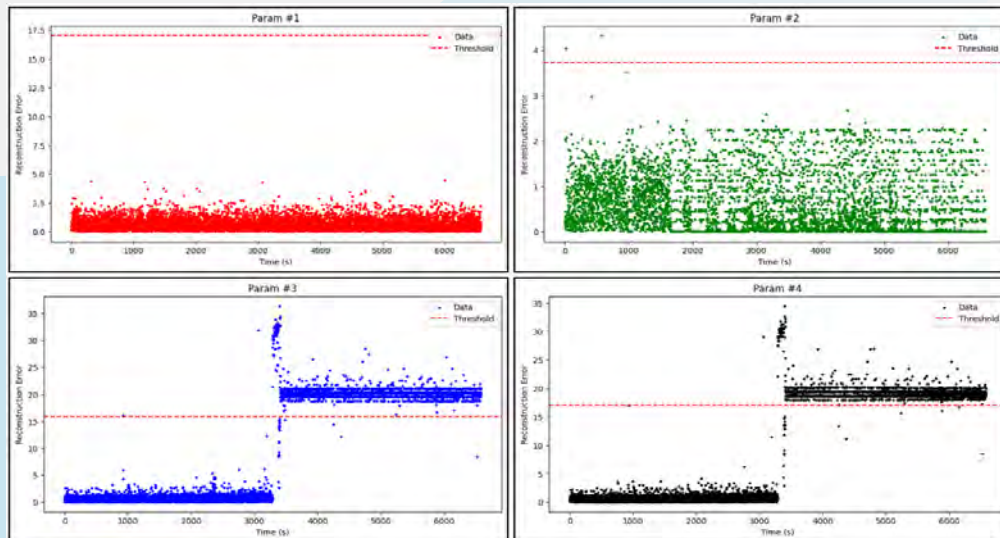 Param #1
17.5
15.0
12.5
10.0
7.5
5.0
2.5
0.0
Reconstruction Error
Data
Threshold
0
1000
2000
3000
4000
5000
6000
Time (s)
Param #2
4
3
2
1
0
Reconstruction Error
Data
Threshold
0
1000
2000
3000
4000
5000
6000
Time (s)
Param #3
35
30
25
20
15
10
5
0
Reconstruction Error
Data
Threshold
0
1000
2000
3000
4000
5000
6000
Time (s)
Param #4
35
30
25
20
15
10
5
0
Reconstruction Error
Data
Threshold
0
1000
2000
3000
4000
5000
6000
Time (s)